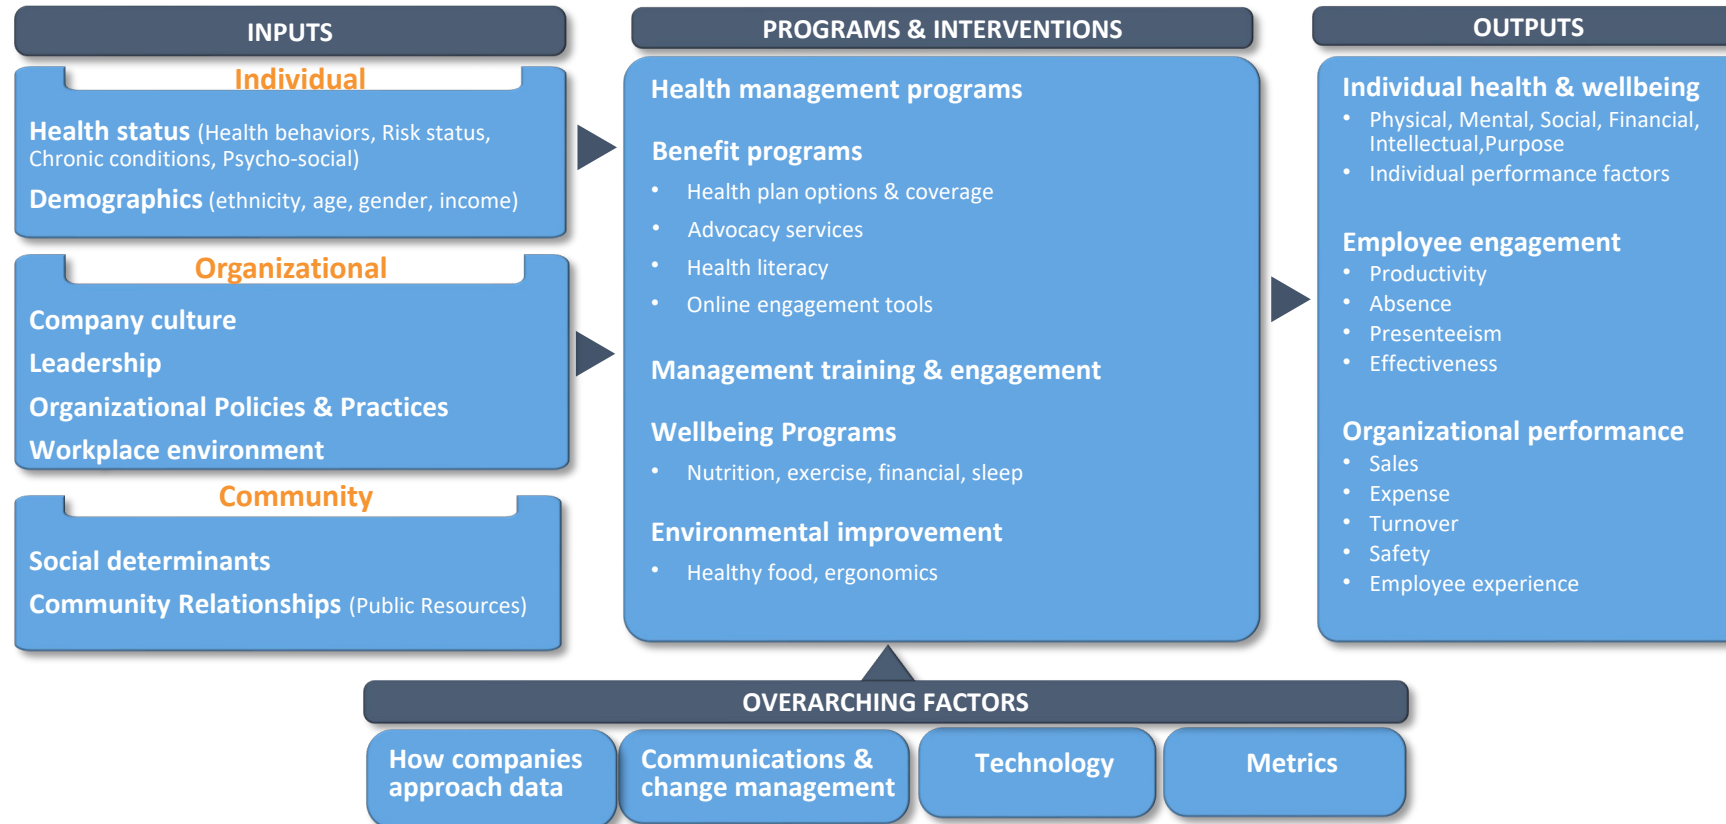 INPUTS
Individual
Health status (Health behaviors, Risk status,
Chronic conditions, Psycho-social)
Demographics (ethnicity, age, gender, income)
Organizational
Company culture
Leadership
Organizational Policies & Practices
Workplace environment
Community
Social determinants
Community Relationships (Public Resources)
PROGRAMS & INTERVENTIONS
Health management programs
Benefit programs
• Health plan options & coverage
• Advocacy services
• Health literacy
• Online engagement tools
Management training & engagement
Wellbeing Programs
• Nutrition, exercise, financial, sleep
Environmental improvement
• Healthy food, ergonomics
OUTPUTS
Individual health & wellbeing
• Physical, Mental, Social, Financial,
Intellectual,Purpose
• Individual performance factors
Employee engagement
• Productivity
• Absence
• Presenteeism
• Effectiveness
Organizational performance
• Sales
• Expense
• Turnover
• Safety
• Employee experience
OVERARCHING FACTORS
How companies
approach data
Communications &
change management
Technology
Metrics